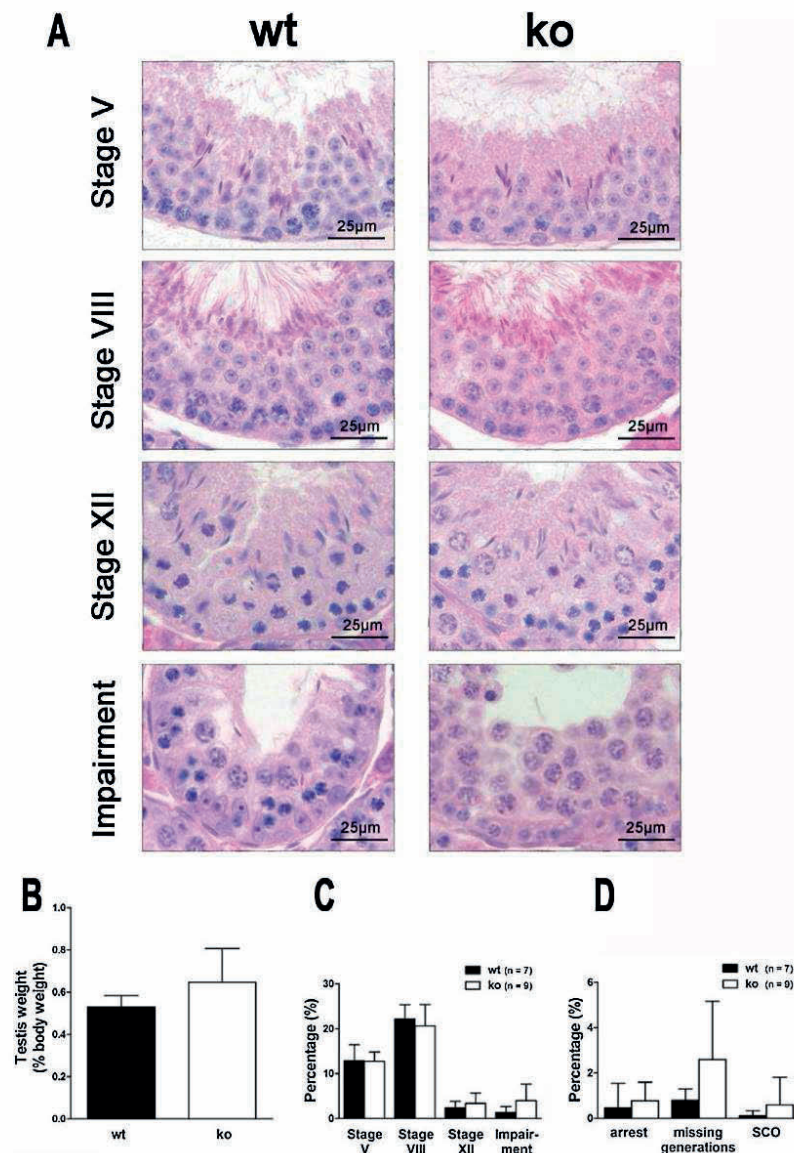 A wt ko
Stage V
25µm
25µm
Stage VIII
25µm
25µm
Stage XII
25µm
25µm
Impairment
25µm
25µm
B
Testis weight
(% body weight)
1.0
0.8
0.6
0.4
0.2
0.0
wt ko
C
Percentage (%)
30
20
10
0
wt (n = 7)
ko (n = 9)
Stage
V
Stage
VIII
Stage
XII
Impair-
ment
D
Percentage (%)
6
4
2
0
wt (n = 7)
ko (n = 9)
arrest
missing
generations
SCO